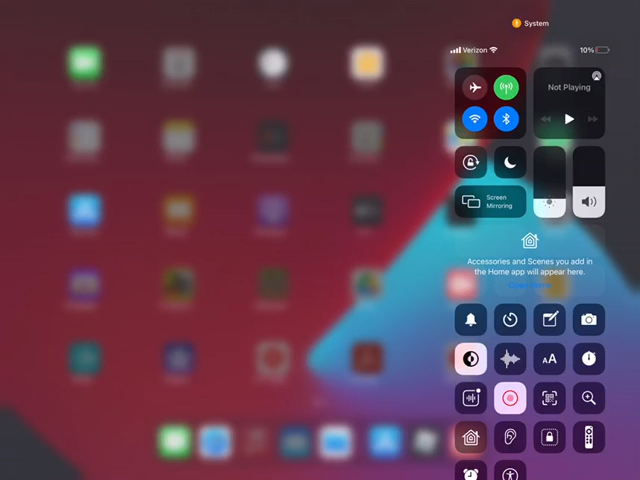 System
Verizon
10%
Not Playing
Screen
Mirroring
Accessories and Scenes you add in
the Home app will appear here.
AA